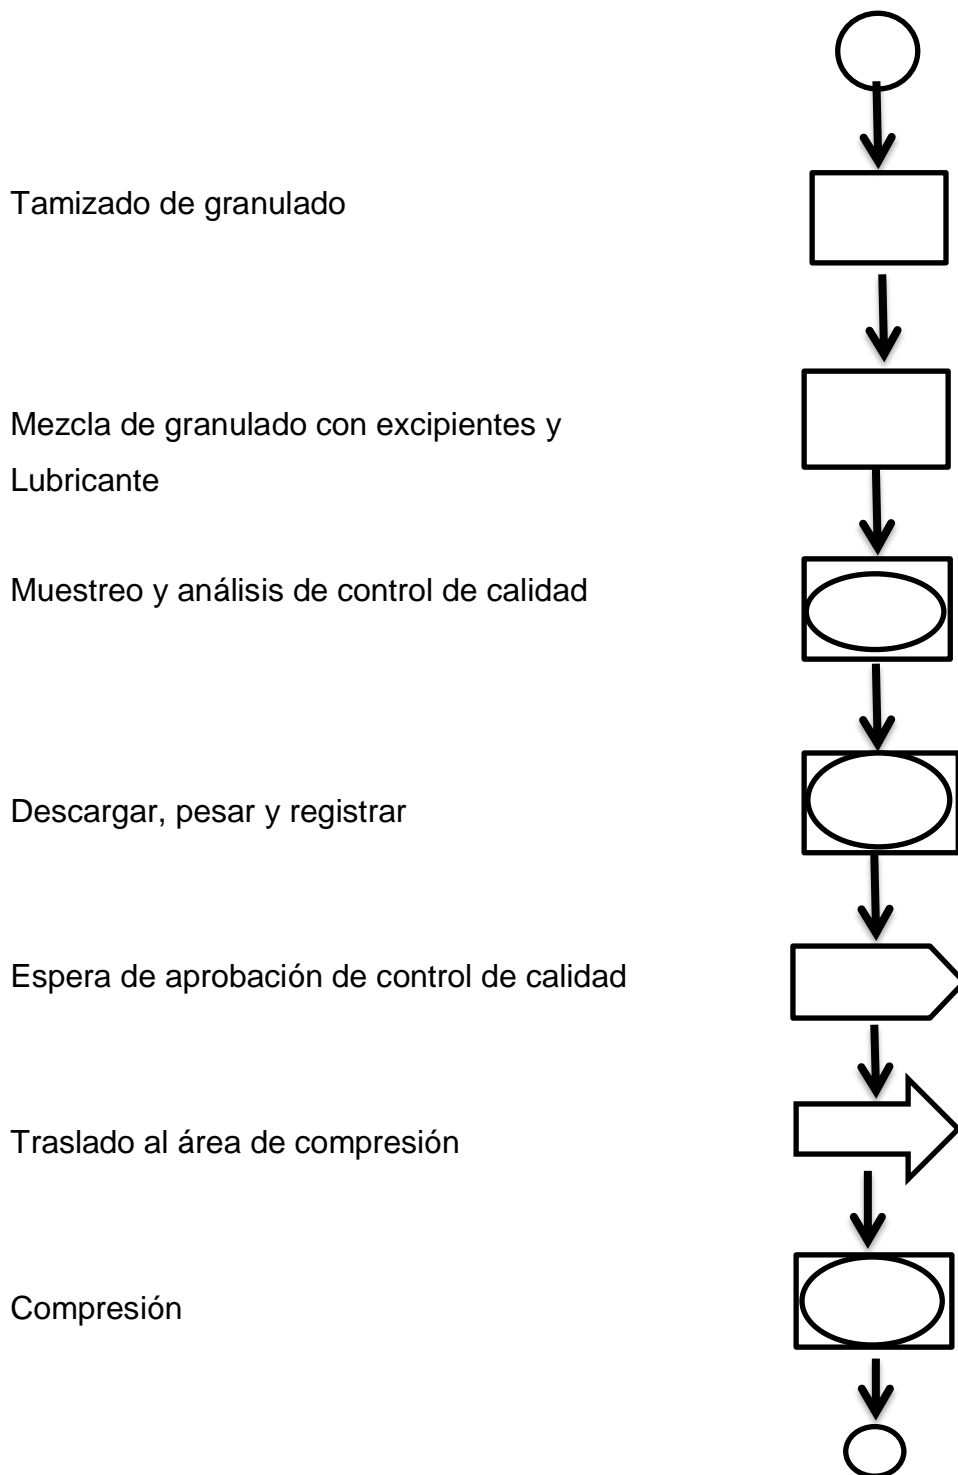 Tamizado de granulado
Mezcla de granulado con excipientes y
Lubricante
Muestreo y análisis de control de calidad
Descargar, pesar y registrar
Espera de aprobación de control de calidad
Traslado al área de compresión
Compresión